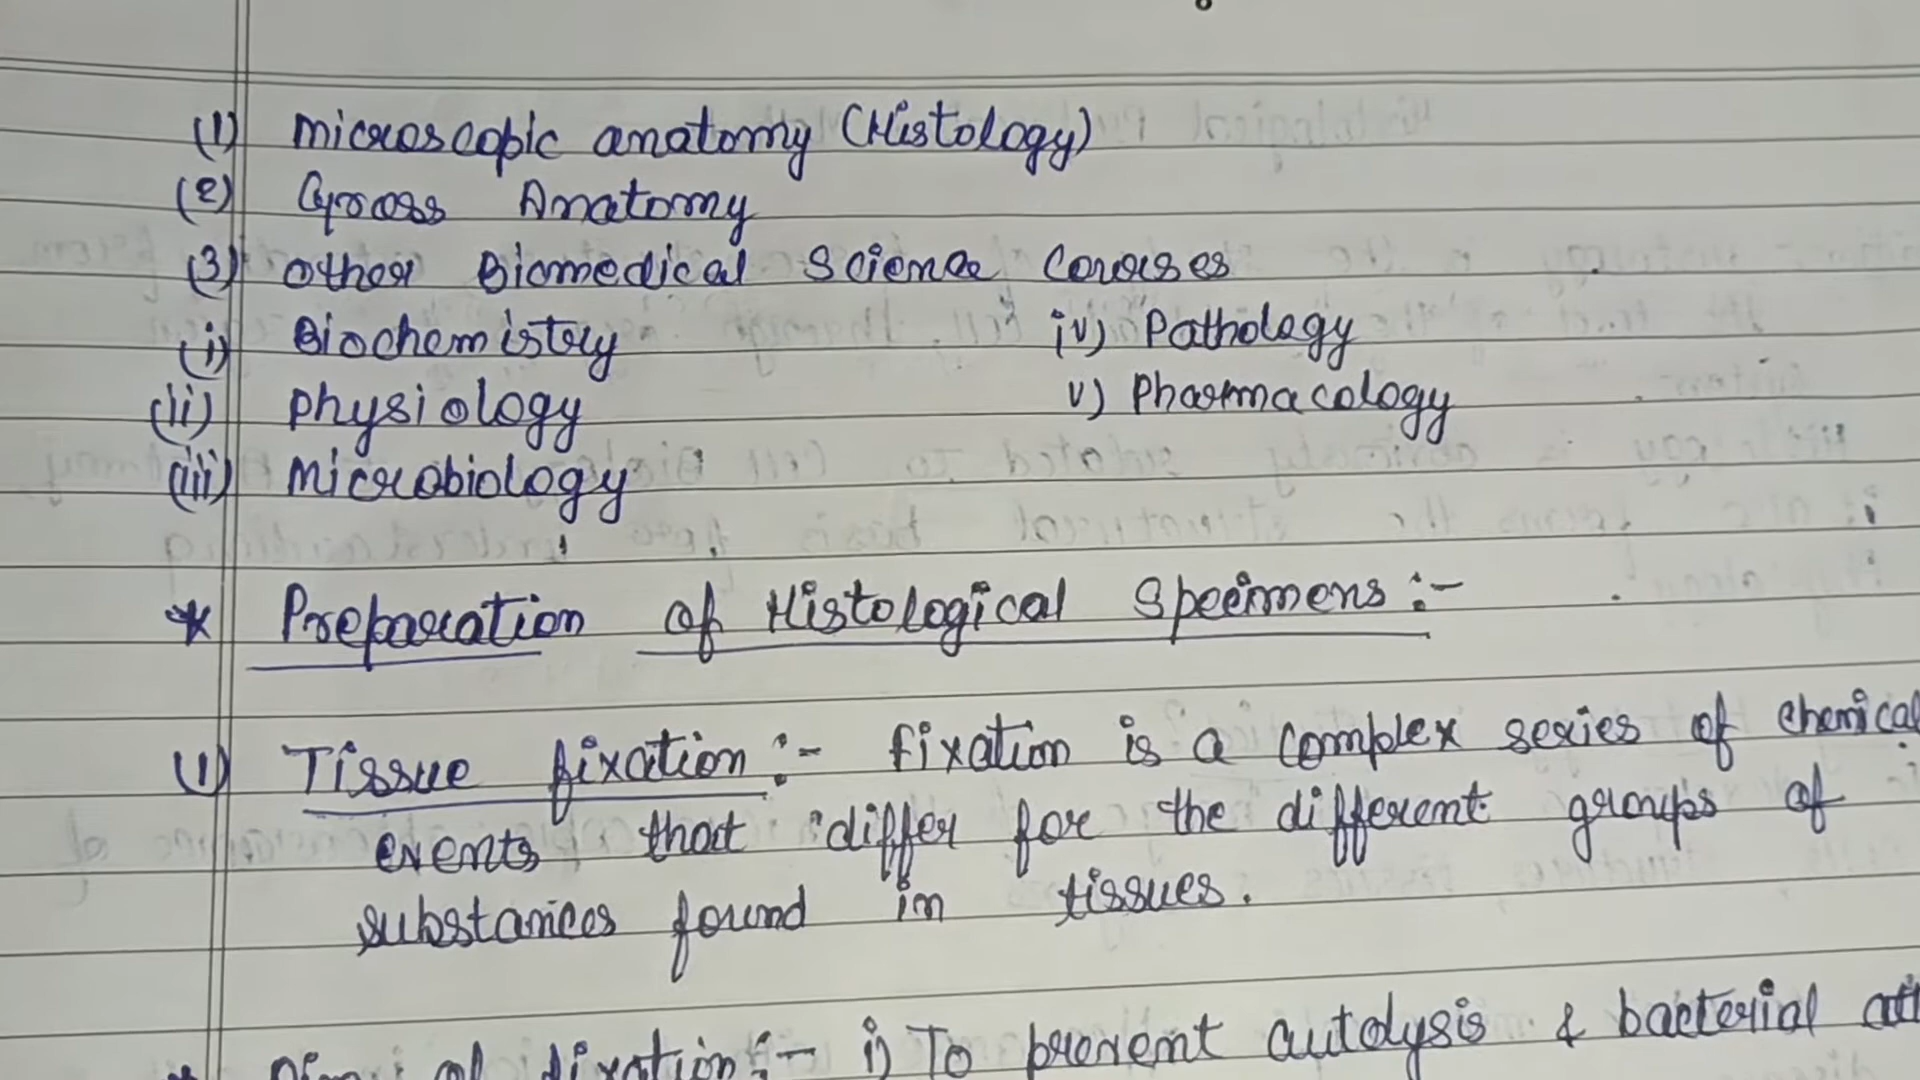 (1) Microscopic anatomy (Histology)
(2) Gross Anatomy
(3) Other Biomedical Science Courses
(i) Biochemistry iv) Pathology
(ii) Physiology v) Pharmacology
(iii) Microbiology
* Preparation of Histological Specimens :-
(1) Tissue fixation :- fixation is a complex series of chemical
events that differ for the different groups of
substances found in tissues.
of fixation :- i) To prevent autolysis & bacterial